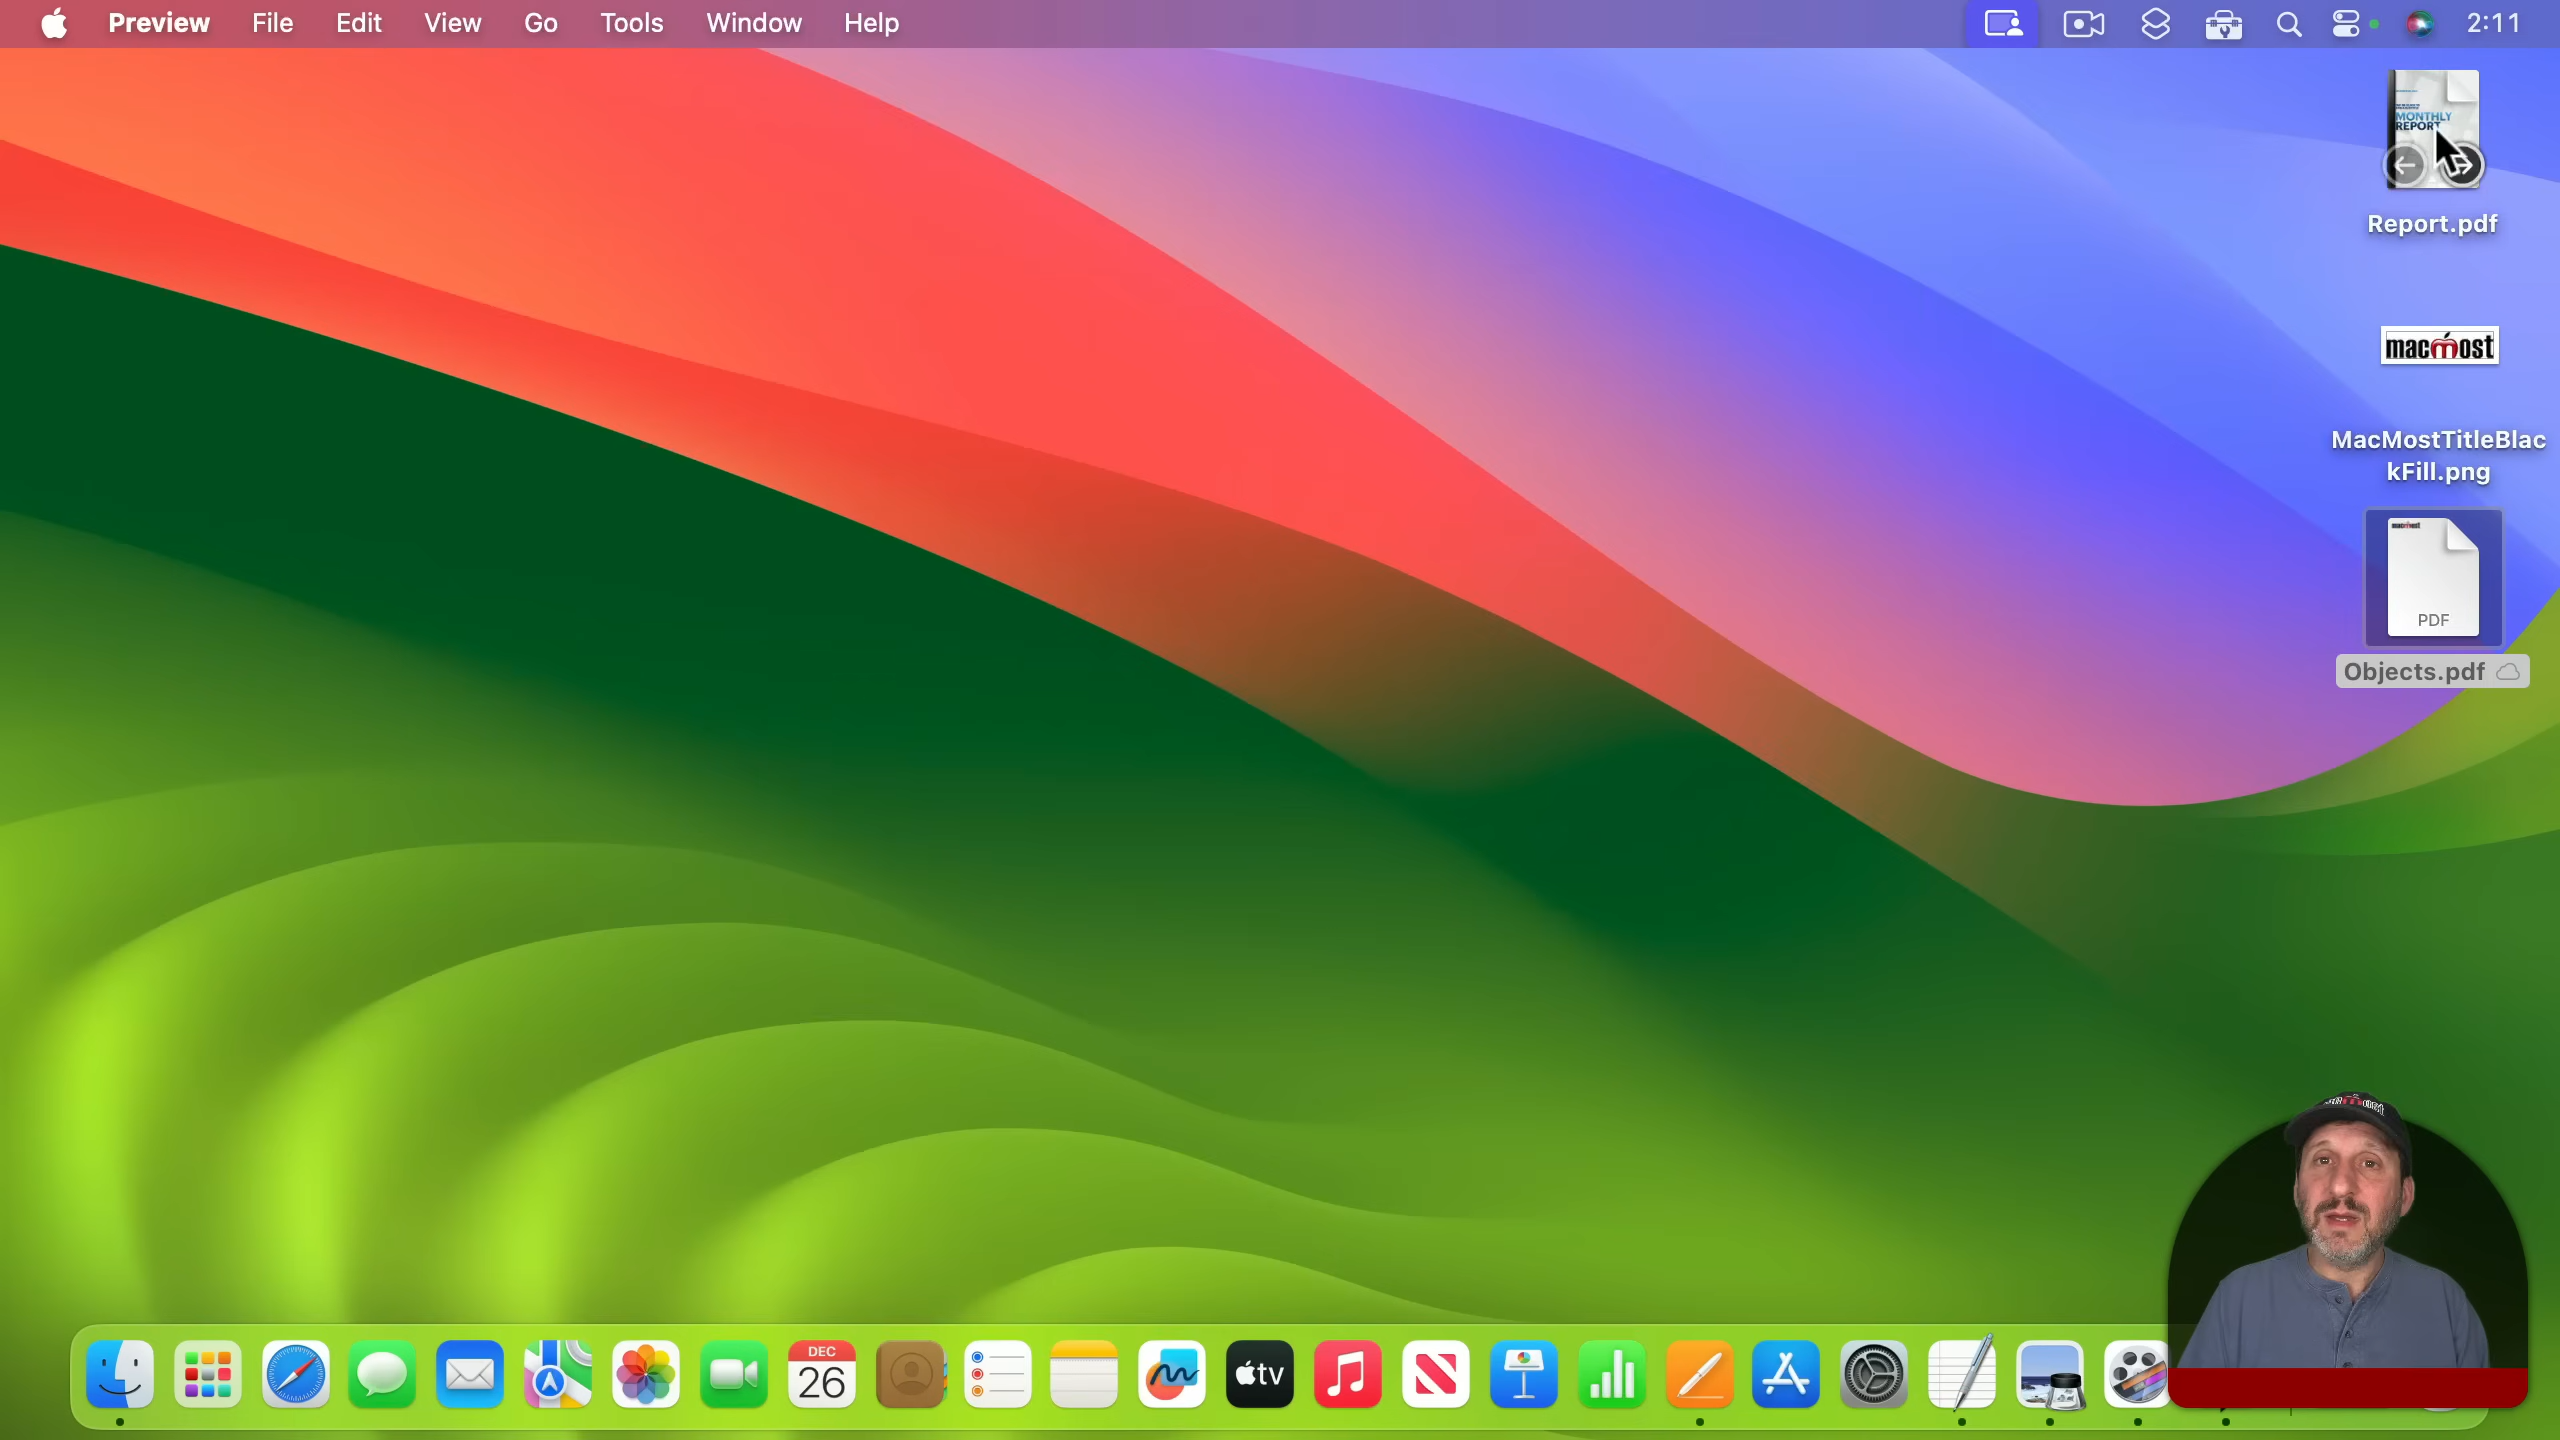 Preview File Edit View Go Tools Window Help 2:11
MONTHLY
REPORT
Report.pdf
macmost
MacMostTitleBlac
kFill.png
macmost
PDF
Objects.pdf
DEC
26
tv